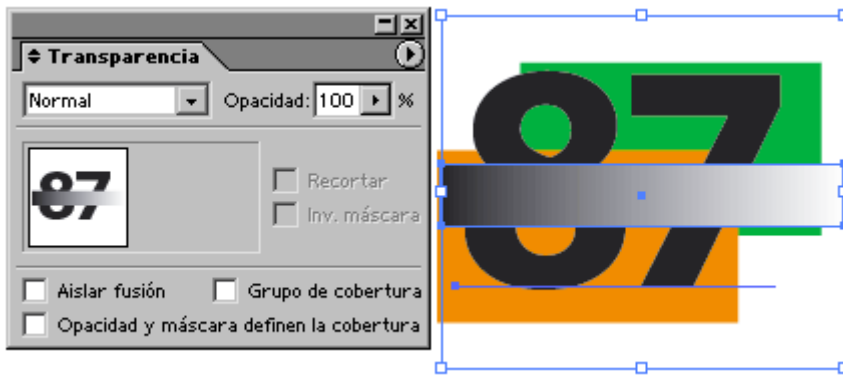 Transparencia
Normal Opacidad: 100 %
87
Recortar
Inv. máscara
Aislar fusión Grupo de cobertura
Opacidad y máscara definen la cobertura
87